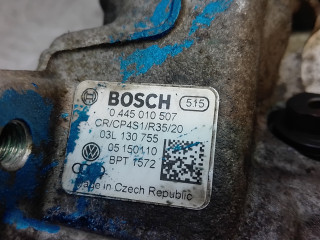 BOSCH 515
0 445 010 507
CR/CP4S1/R35/20
03L 130 755
05 150110
BPT 1572
Made in Czech Republic